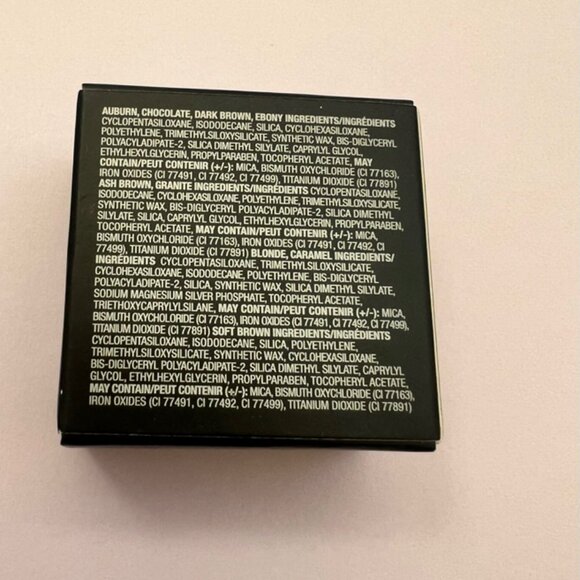 AUBURN, CHOCOLATE, DARK BROWN, EBONY INGREDIENTS/INGRÉDIENTS
CYCLOPENTASILOXANE, ISODODECANE, SILICA, CYCLOHEXASILOXANE,
POLYETHYLENE, TRIMETHYLSILOXYSILICATE, SYNTHETIC WAX, BIS-DIGLYCERYL
POLYACYLADIPATE-2, SILICA DIMETHYL SILYLATE, CAPRYLYL GLYCOL,
ETHYLHEXYLGLYCERIN, PROPYLPARABEN, TOCOPHERYL ACETATE, MAY
CONTAIN/PEUT CONTENIR (+/-): MICA, BISMUTH OXYCHLORIDE (CI 77163),
IRON OXIDES (CI 77491, CI 77492, CI 77499), TITANIUM DIOXIDE (CI 77891)
ASH BROWN, GRANITE INGREDIENTS/INGRÉDIENTS CYCLOPENTASILOXANE,
ISODODECANE, CYCLOHEXASILOXANE, POLYETHYLENE, TRIMETHYLSILOXYSILICATE,
SYNTHETIC WAX, BIS-DIGLYCERYL POLYACYLADIPATE-2, SILICA DIMETHYL
SILYLATE, SILICA, CAPRYLYL GLYCOL, ETHYLHEXYLGLYCERIN, PROPYLPARABEN,
TOCOPHERYL ACETATE, MAY CONTAIN/PEUT CONTENIR (+/-): MICA,
BISMUTH OXYCHLORIDE (CI 77163), IRON OXIDES (CI 77491, CI 77492, CI
77499), TITANIUM DIOXIDE (CI 77891) BLONDE, CARAMEL INGREDIENTS/
INGRÉDIENTS CYCLOPENTASILOXANE, TRIMETHYLSILOXYSILICATE,
CYCLOHEXASILOXANE, ISODODECANE, POLYETHYLENE, BIS-DIGLYCERYL
POLYACYLADIPATE-2, SILICA, SYNTHETIC WAX, SILICA DIMETHYL SILYLATE,
SODIUM MAGNESIUM SILVER PHOSPHATE, TOCOPHERYL ACETATE,
TRIETHOXYCAPRYLYLSILANE, MAY CONTAIN/PEUT CONTENIR (+/-): MICA,
BISMUTH OXYCHOLORIDE (CI 77163), IRON OXIDES (CI 77491, CI 77492, CI 77499),
TITANIUM DIOXIDE (CI 77891) SOFT BROWN INGREDIENTS/INGRÉDIENTS
CYCLOPENTASILOXANE, ISODODECANE, SILICA, POLYETHYLENE,
TRIMETHYLSILOXYSILICATE, SYNTHETIC WAX, CYCLOHEXASILOXANE,
BIS-DIGLYCERYL POLYACYLADIPATE-2, SILICA DIMETHYL SILYLATE, CAPRYLYL
GLYCOL, ETHYLHEXYLGLYCERIN, PROPYLPARABEN, TOCOPHERYL ACETATE,
MAY CONTAIN/PEUT CONTENIR (+/-): MICA, BISMUTH OXYCHLORIDE (CI 77163),
IRON OXIDES (CI 77491, CI 77492, CI 77499), TITANIUM DIOXIDE (CI 77891)